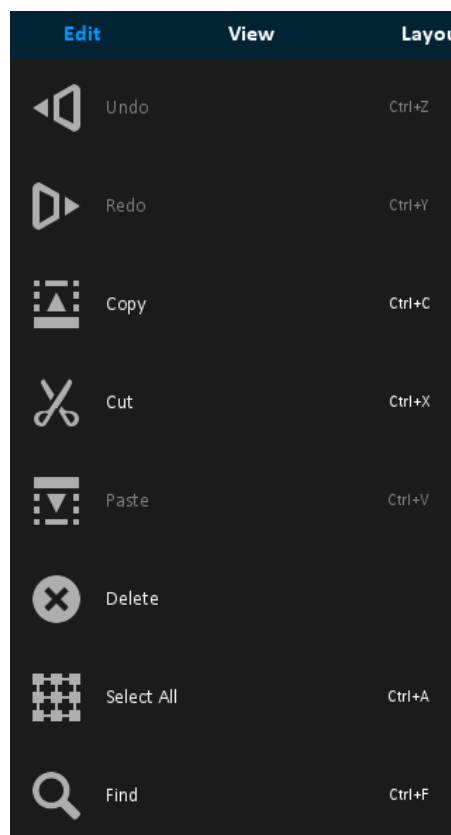 Edit View Layou
Undo Ctrl+Z
Redo Ctrl+Y
Copy Ctrl+C
Cut Ctrl+X
Paste Ctrl+V
Delete
Select All Ctrl+A
Find Ctrl+F